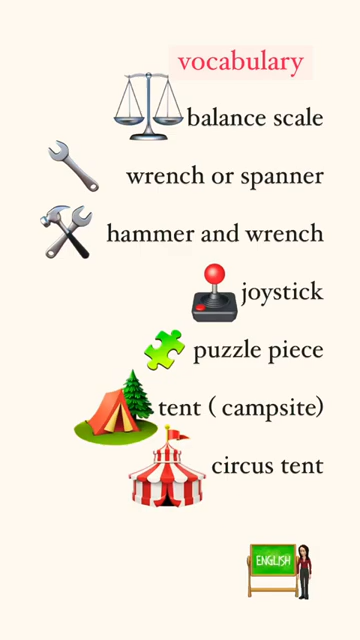 vocabulary
balance scale
wrench or spanner
hammer and wrench
joystick
puzzle piece
tent ( campsite)
circus tent
ENGLISH